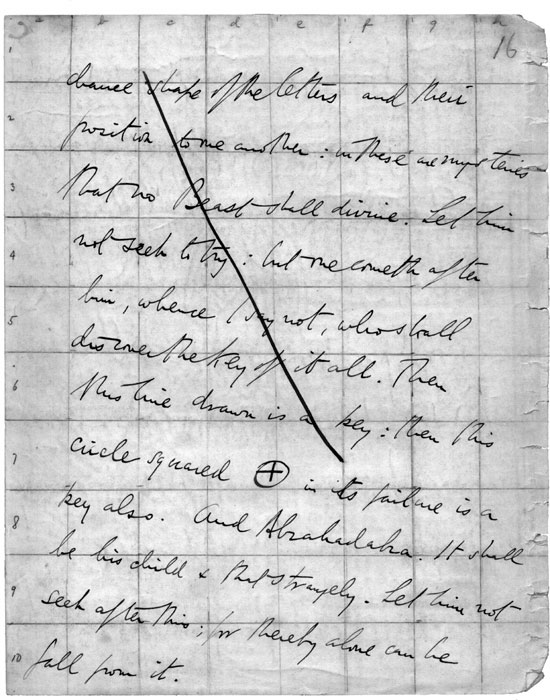 a b c d e f g h
16
1
chance shape of the letters and their
2
position to one another: in these are mysteries
3
that no Beast shall divine. Let him
4
not seek to try: but one cometh after
5
him, whence I say not, who shall
discover the Key of it all. Then
6
this line drawn is a key: then this
7
circle squared ⊕ in its failure is a
8
key also. And Abrahadabra. It shall
be his child & that strangely. Let him not
9
seek after this; for thereby alone can he
10
fall from it.